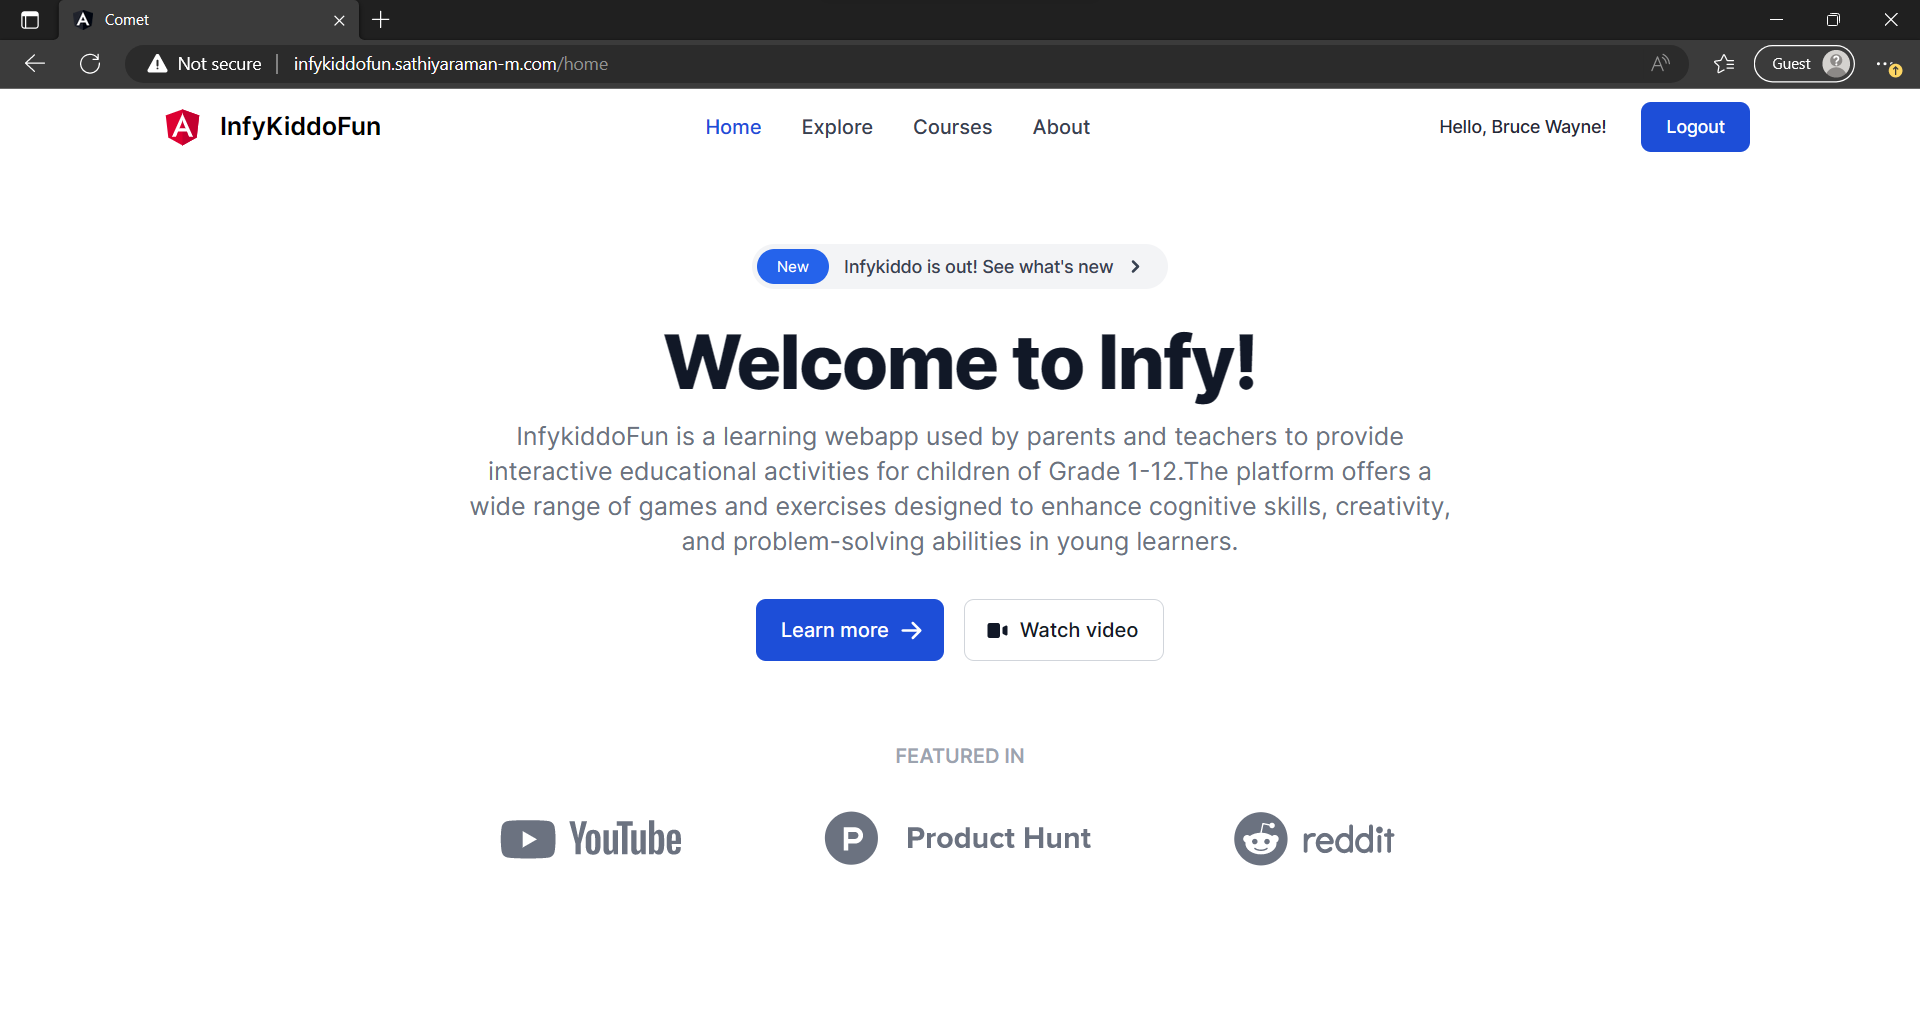 Comet
Not secure
infykiddofun.sathiyaraman-m.com/home
Guest
InfyKiddoFun
Home
Explore
Courses
About
Hello, Bruce Wayne!
Logout
New
Infykiddo is out! See what's new
Welcome to Infy!
InfykiddoFun is a learning webapp used by parents and teachers to provide
interactive educational activities for children of Grade 1-12.The platform offers a
wide range of games and exercises designed to enhance cognitive skills, creativity,
and problem-solving abilities in young learners.
Learn more
Watch video
FEATURED IN
YouTube
Product Hunt
reddit